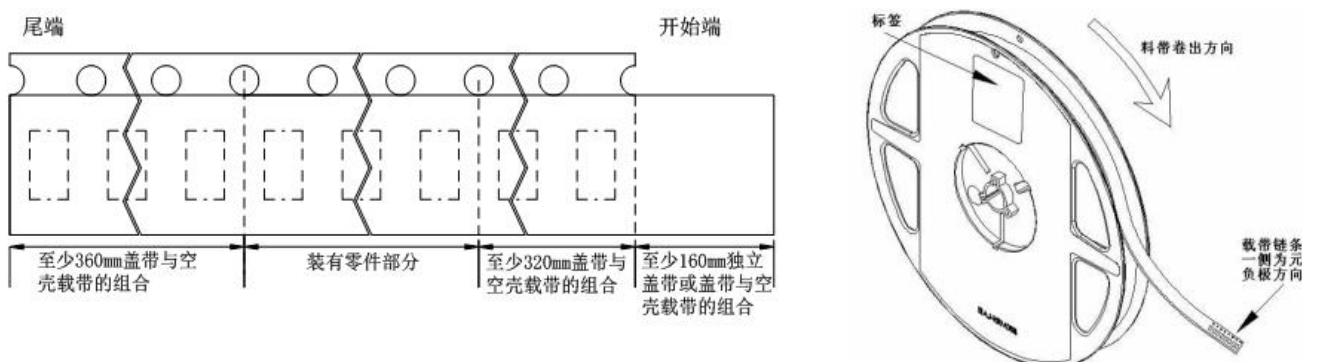 尾端
开始端
至少360mm盖带与空
壳载带的组合
装有零件部分
至少320mm盖带与
空壳载带的组合
至少160mm独立
盖带或盖带与空
壳载带的组合
标签
料带卷出方向
载带链条
一侧为元
负极方向